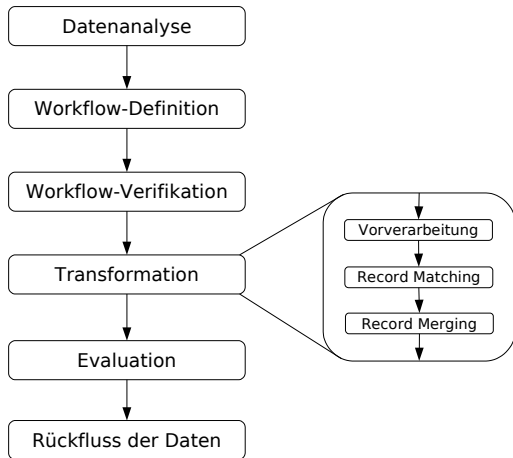 Datenanalyse
Workflow-Definition
Workflow-Verifikation
Transformation
Evaluation
Rückfluss der Daten
Vorverarbeitung
Record Matching
Record Merging